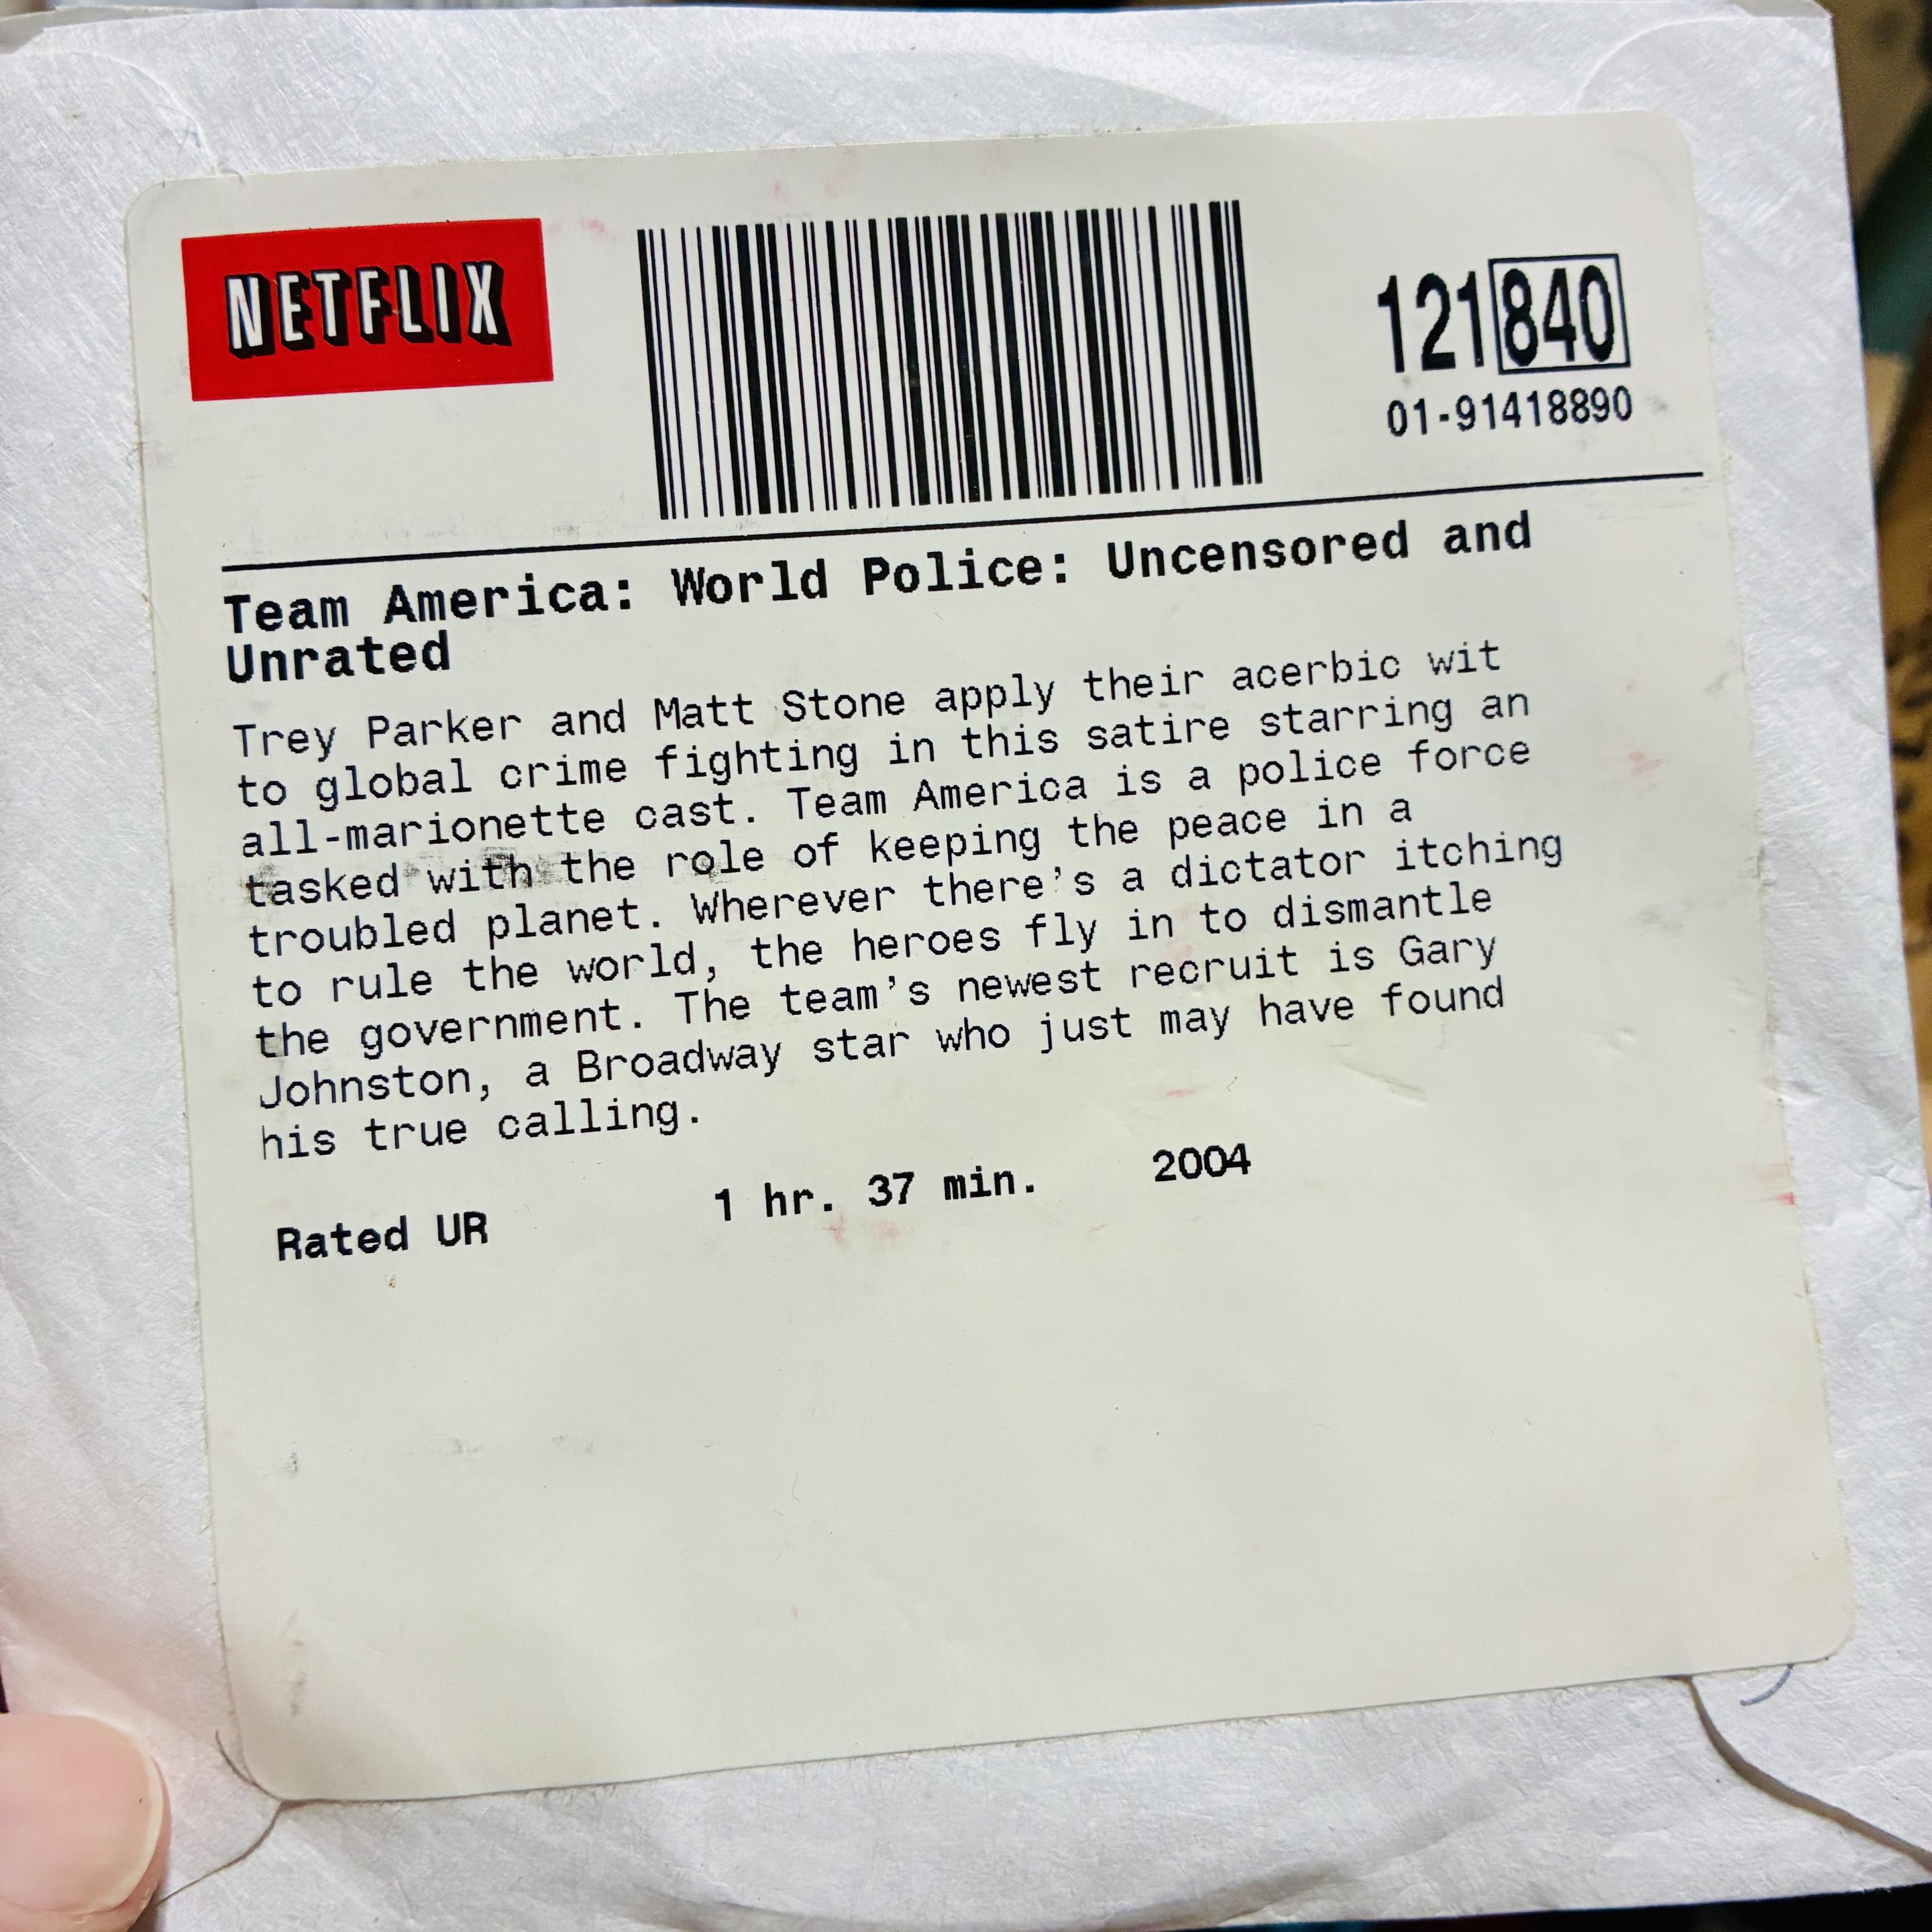 NETFLIX
121840
01-91418890
Team America: World Police: Uncensored and
Unrated
Trey Parker and Matt Stone apply their acerbic wit
to global crime fighting in this satire starring an
all-marionette cast. Team America is a police force
tasked with the role of keeping the peace in a
troubled planet. Wherever there's a dictator itching
to rule the world, the heroes fly in to dismantle
the government. The team's newest recruit is Gary
Johnston, a Broadway star who just may have found
his true calling.
Rated UR 1 hr. 37 min. 2004